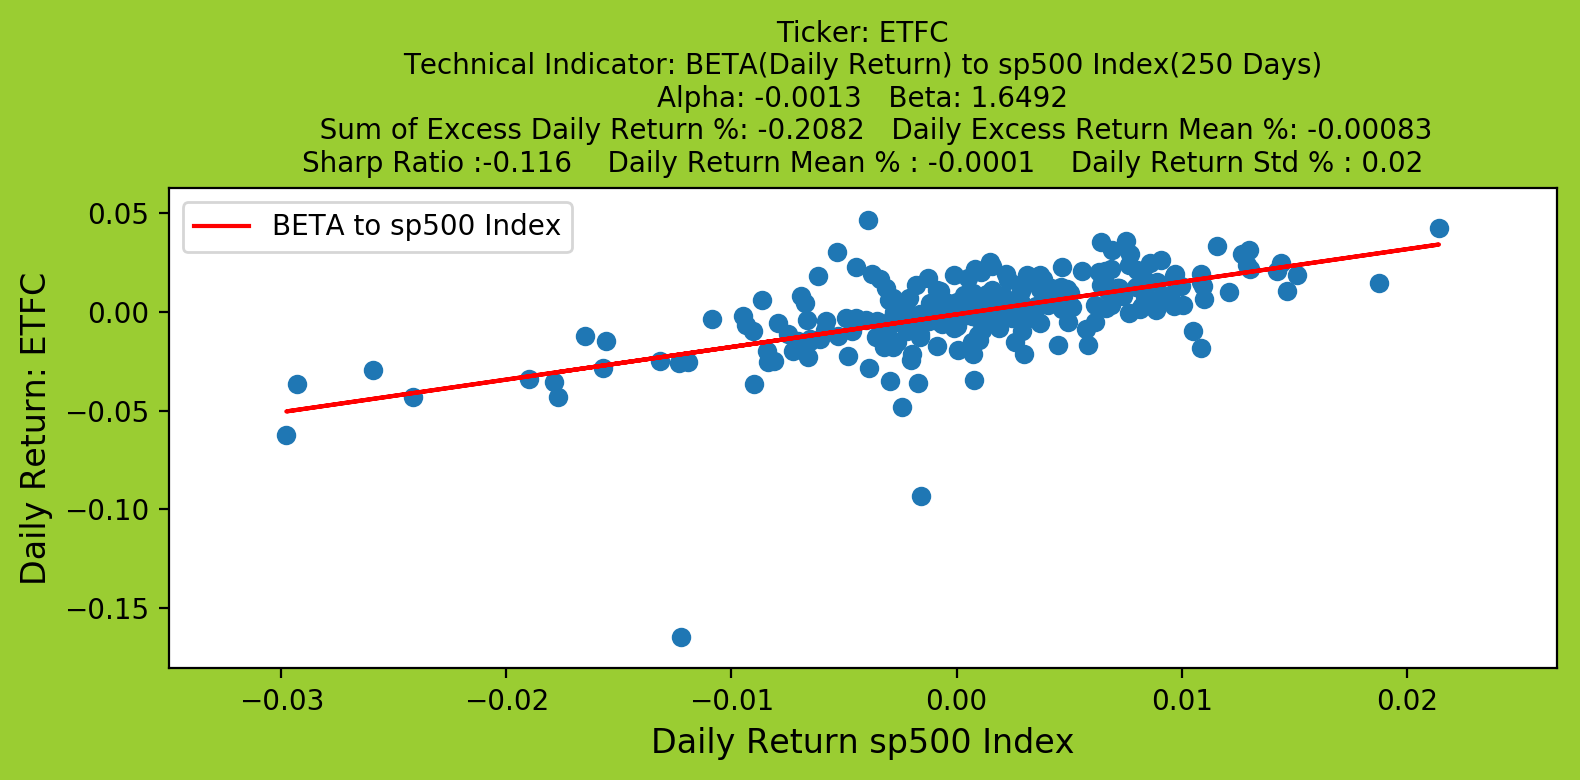 Ticker: ETFC
Technical Indicator: BETA(Daily Return) to sp500 Index(250 Days)
Alpha: -0.0013 Beta: 1.6492
Sum of Excess Daily Return %: -0.2082 Daily Excess Return Mean %: -0.00083
Sharp Ratio :-0.116 Daily Return Mean % : -0.0001 Daily Return Std % : 0.02
BETA to sp500 Index
Daily Return: ETFC
0.05
0.00
−0.05
−0.10
−0.15
−0.03 −0.02 −0.01 0.00 0.01 0.02
Daily Return sp500 Index